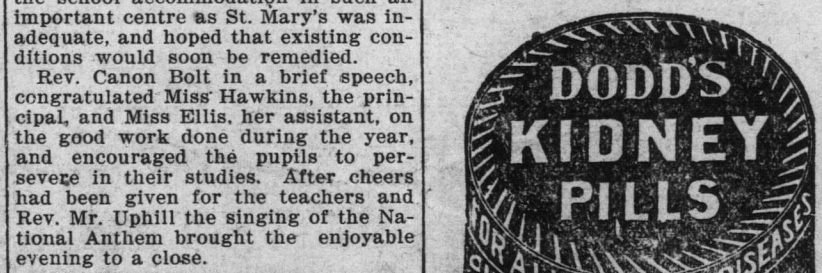 the school accommodation in such an
important centre as St. Mary's was in-
adequate, and hoped that existing con-
ditions would soon be remedied.
Rev. Canon Bolt in a brief speech,
congratulated Miss Hawkins, the prin-
cipal, and Miss Ellis, her assistant, on
the good work done during the year,
and encouraged the pupils to per-
severe in their studies. After cheers
had been given for the teachers and
Rev. Mr. Uphill the singing of the Na-
tional Anthem brought the enjoyable
evening to a close.
DODD'S
KIDNEY
PILLS
FOR ALL
DISEASES